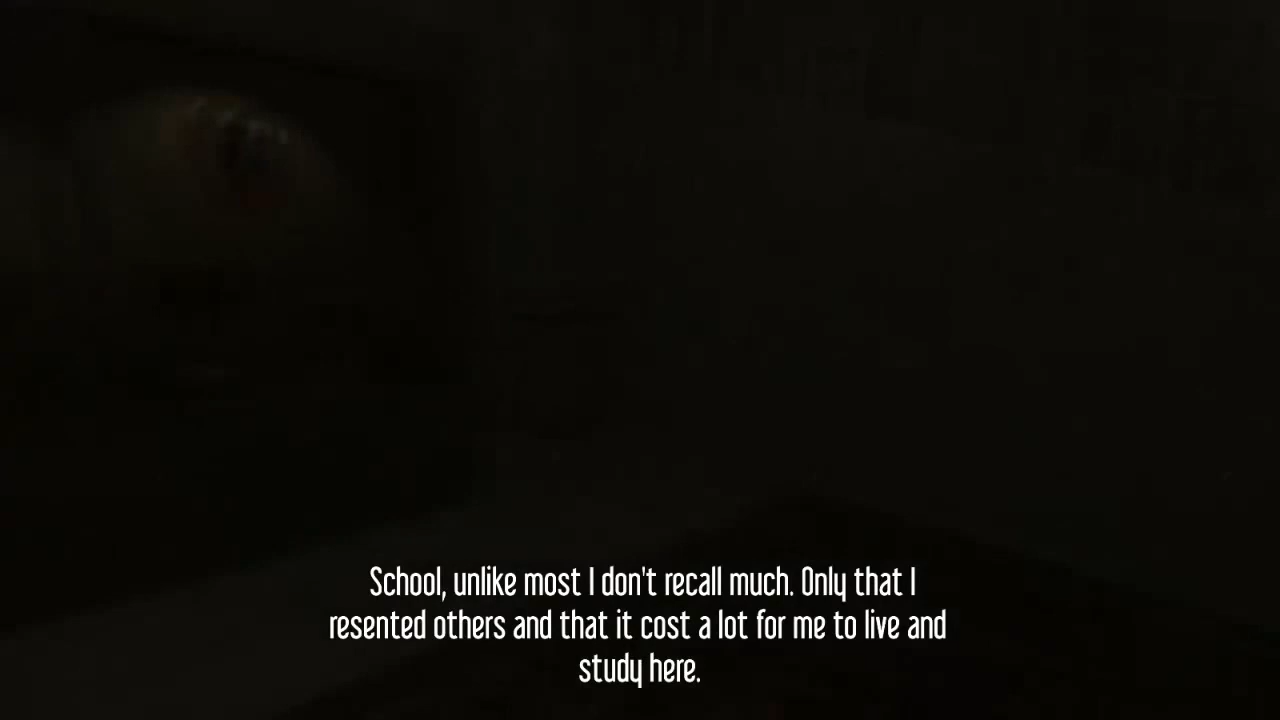 School, unlike most I don't recall much. Only that I
resented others and that it cost a lot for me to live and
study here.